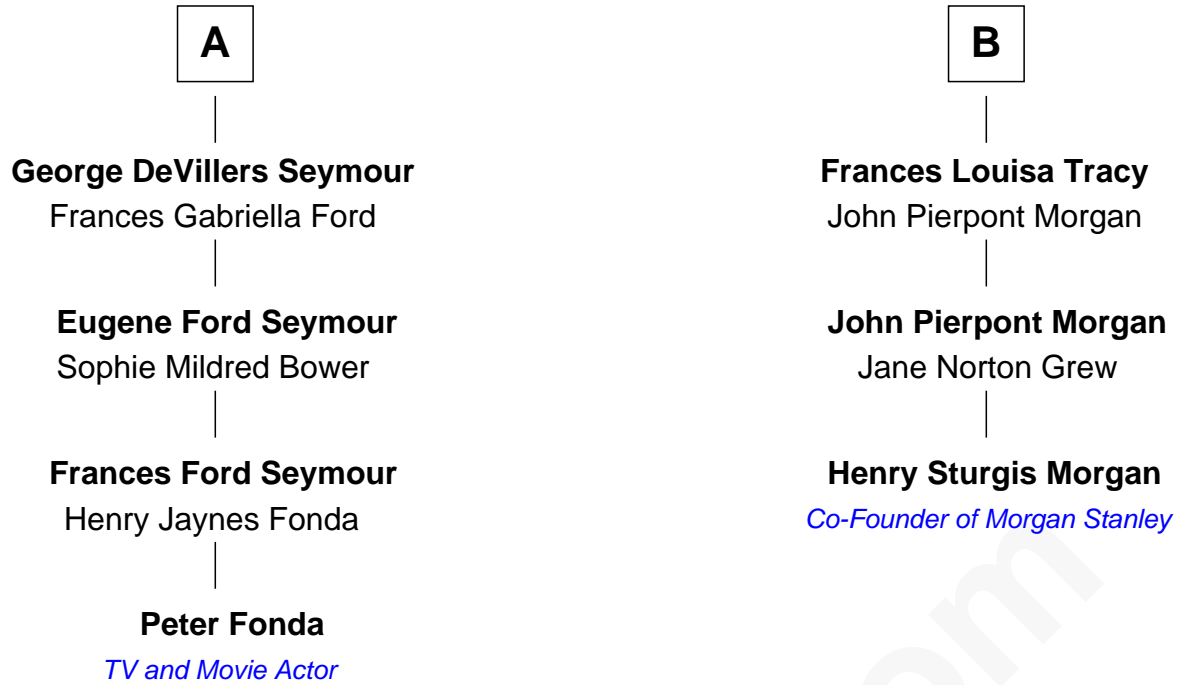 A
George DeVillers Seymour
Frances Gabriella Ford
Eugene Ford Seymour
Sophie Mildred Bower
Frances Ford Seymour
Henry Jaynes Fonda
Peter Fonda
TV and Movie Actor
B
Frances Louisa Tracy
John Pierpont Morgan
John Pierpont Morgan
Jane Norton Grew
Henry Sturgis Morgan
Co-Founder of Morgan Stanley
om